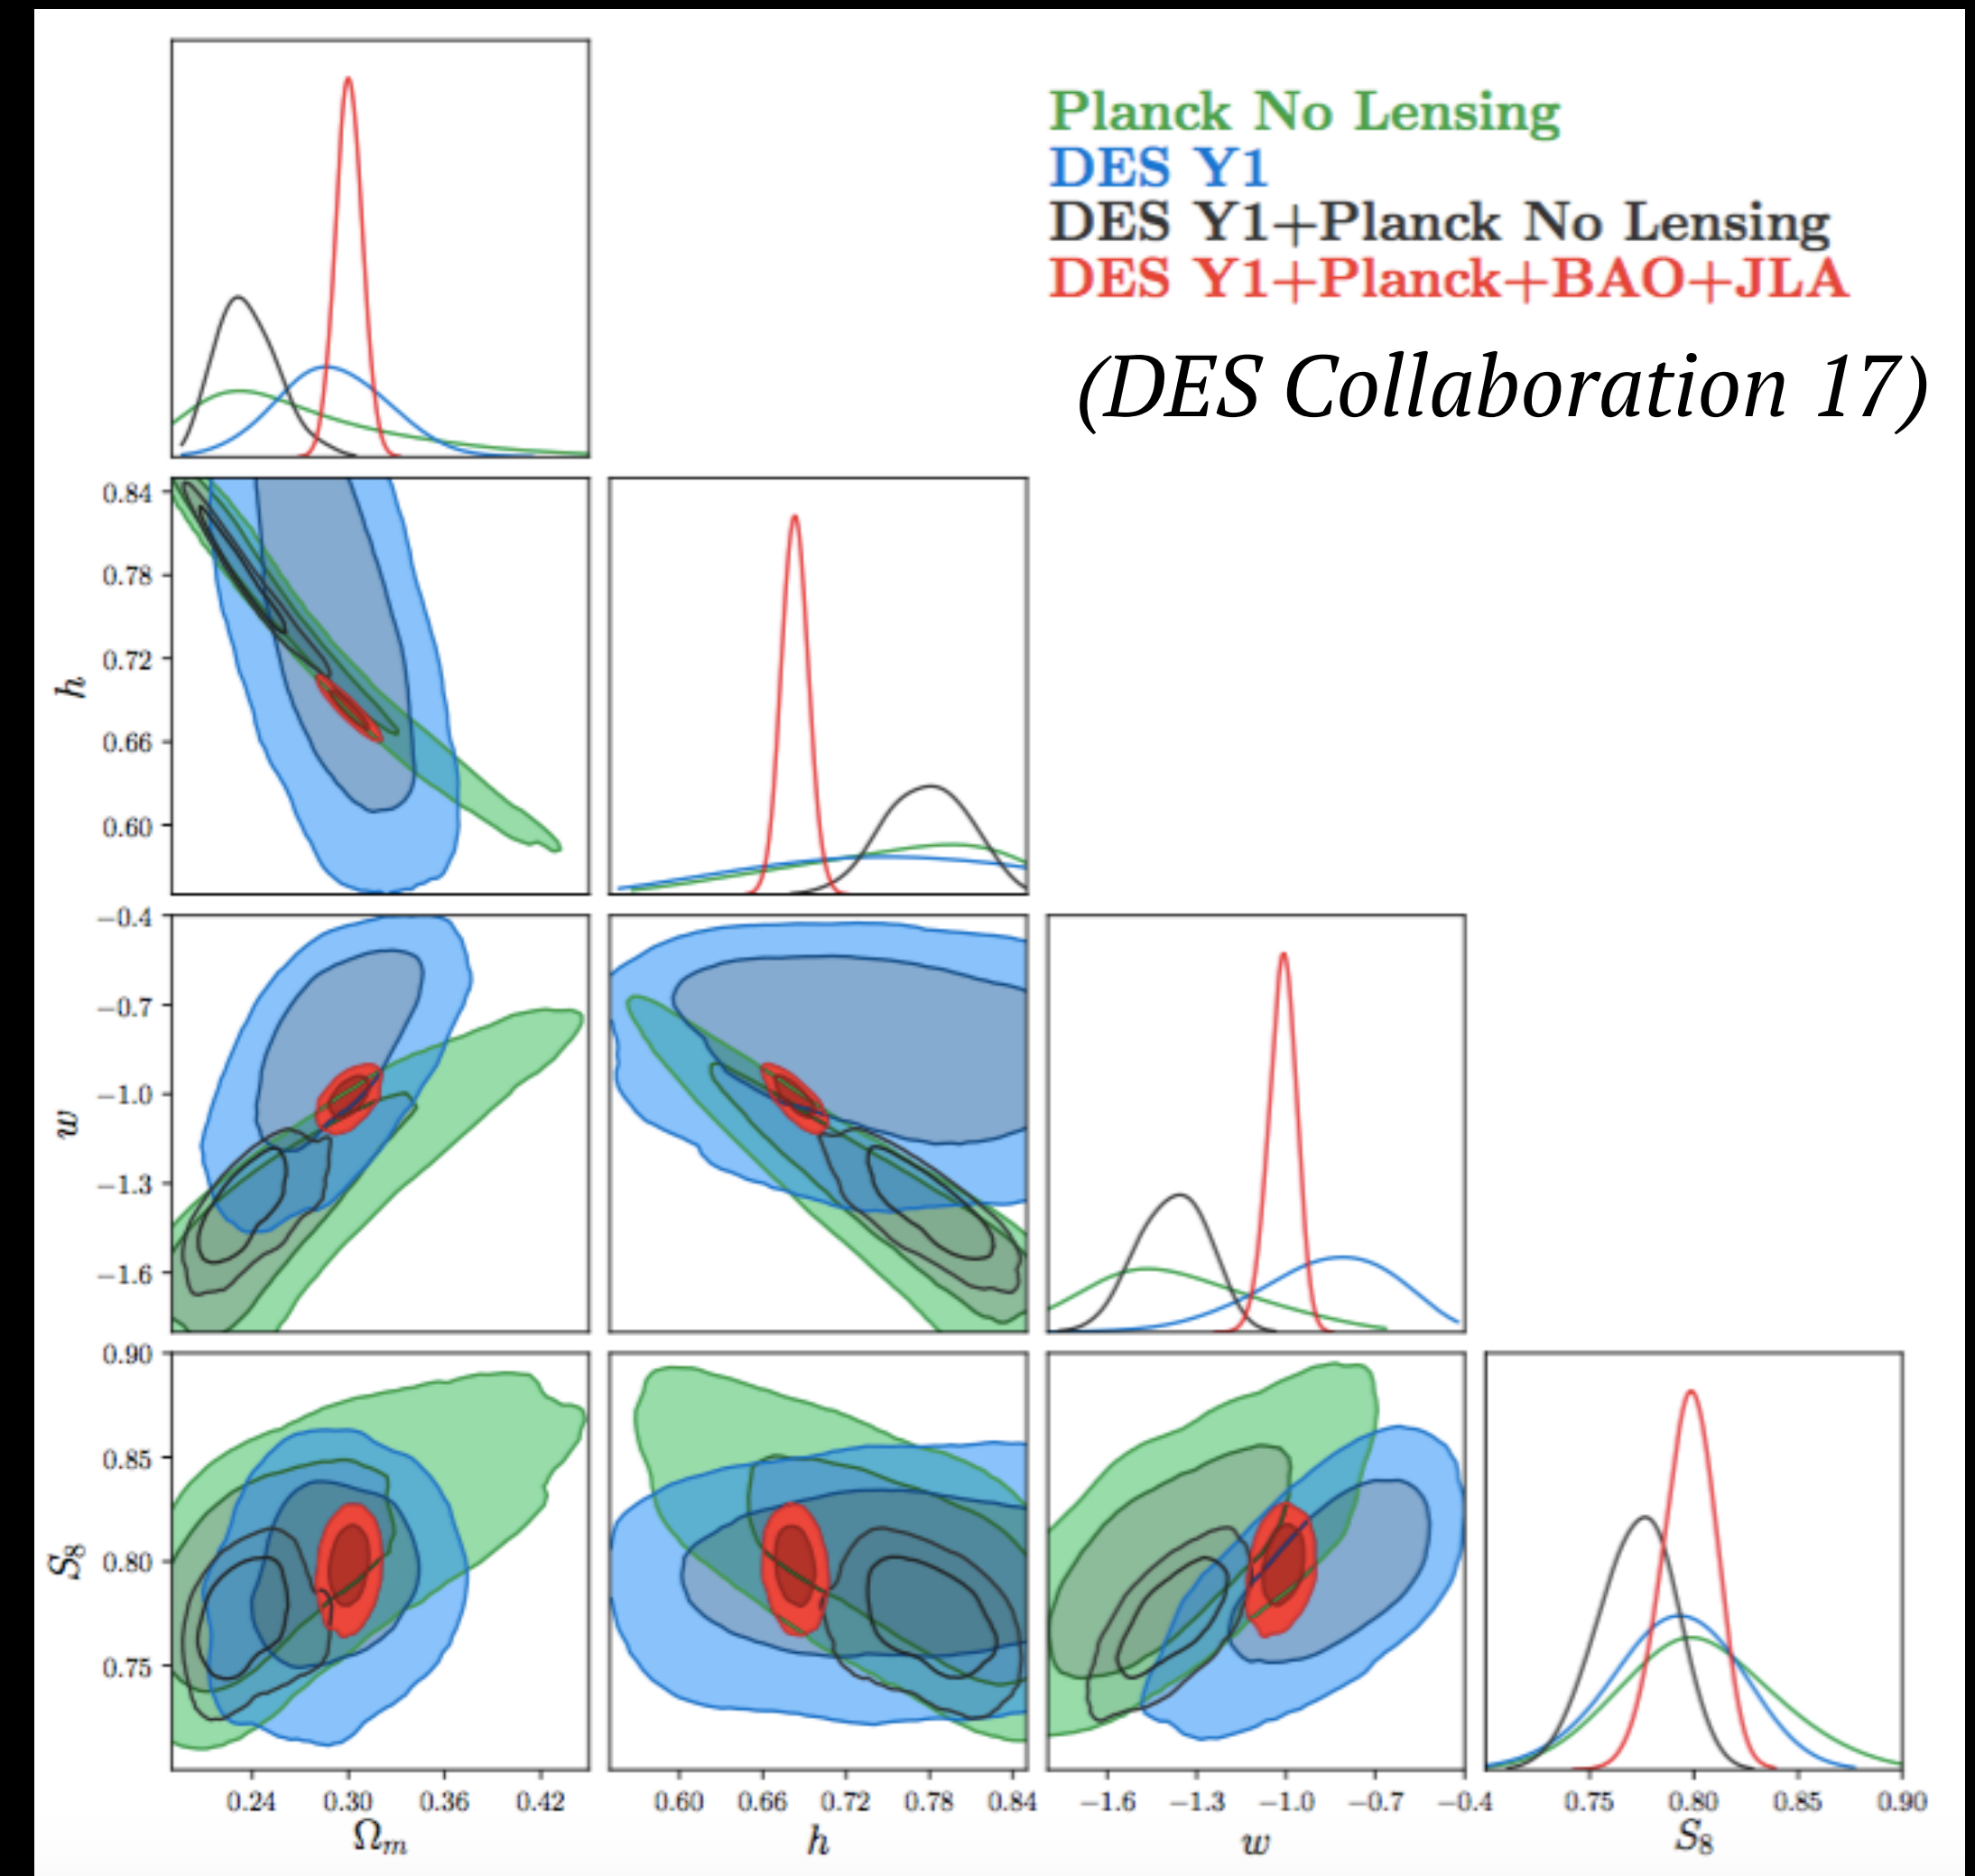 Planck No Lensing
DES Y1
DES Y1+Planck No Lensing
DES Y1+Planck+BAO+JLA
(DES Collaboration 17)
0.84
0.78
0.72
0.66
0.60
h
−0.4
−0.7
−1.0
−1.3
−1.6
w
0.90
0.85
0.80
0.75
S₈
0.24 0.30 0.36 0.42 0.60 0.66 0.72 0.78 0.84 −1.6 −1.3 −1.0 −0.7 −0.4 0.75 0.80 0.85 0.90
Ωₘ h w S₈